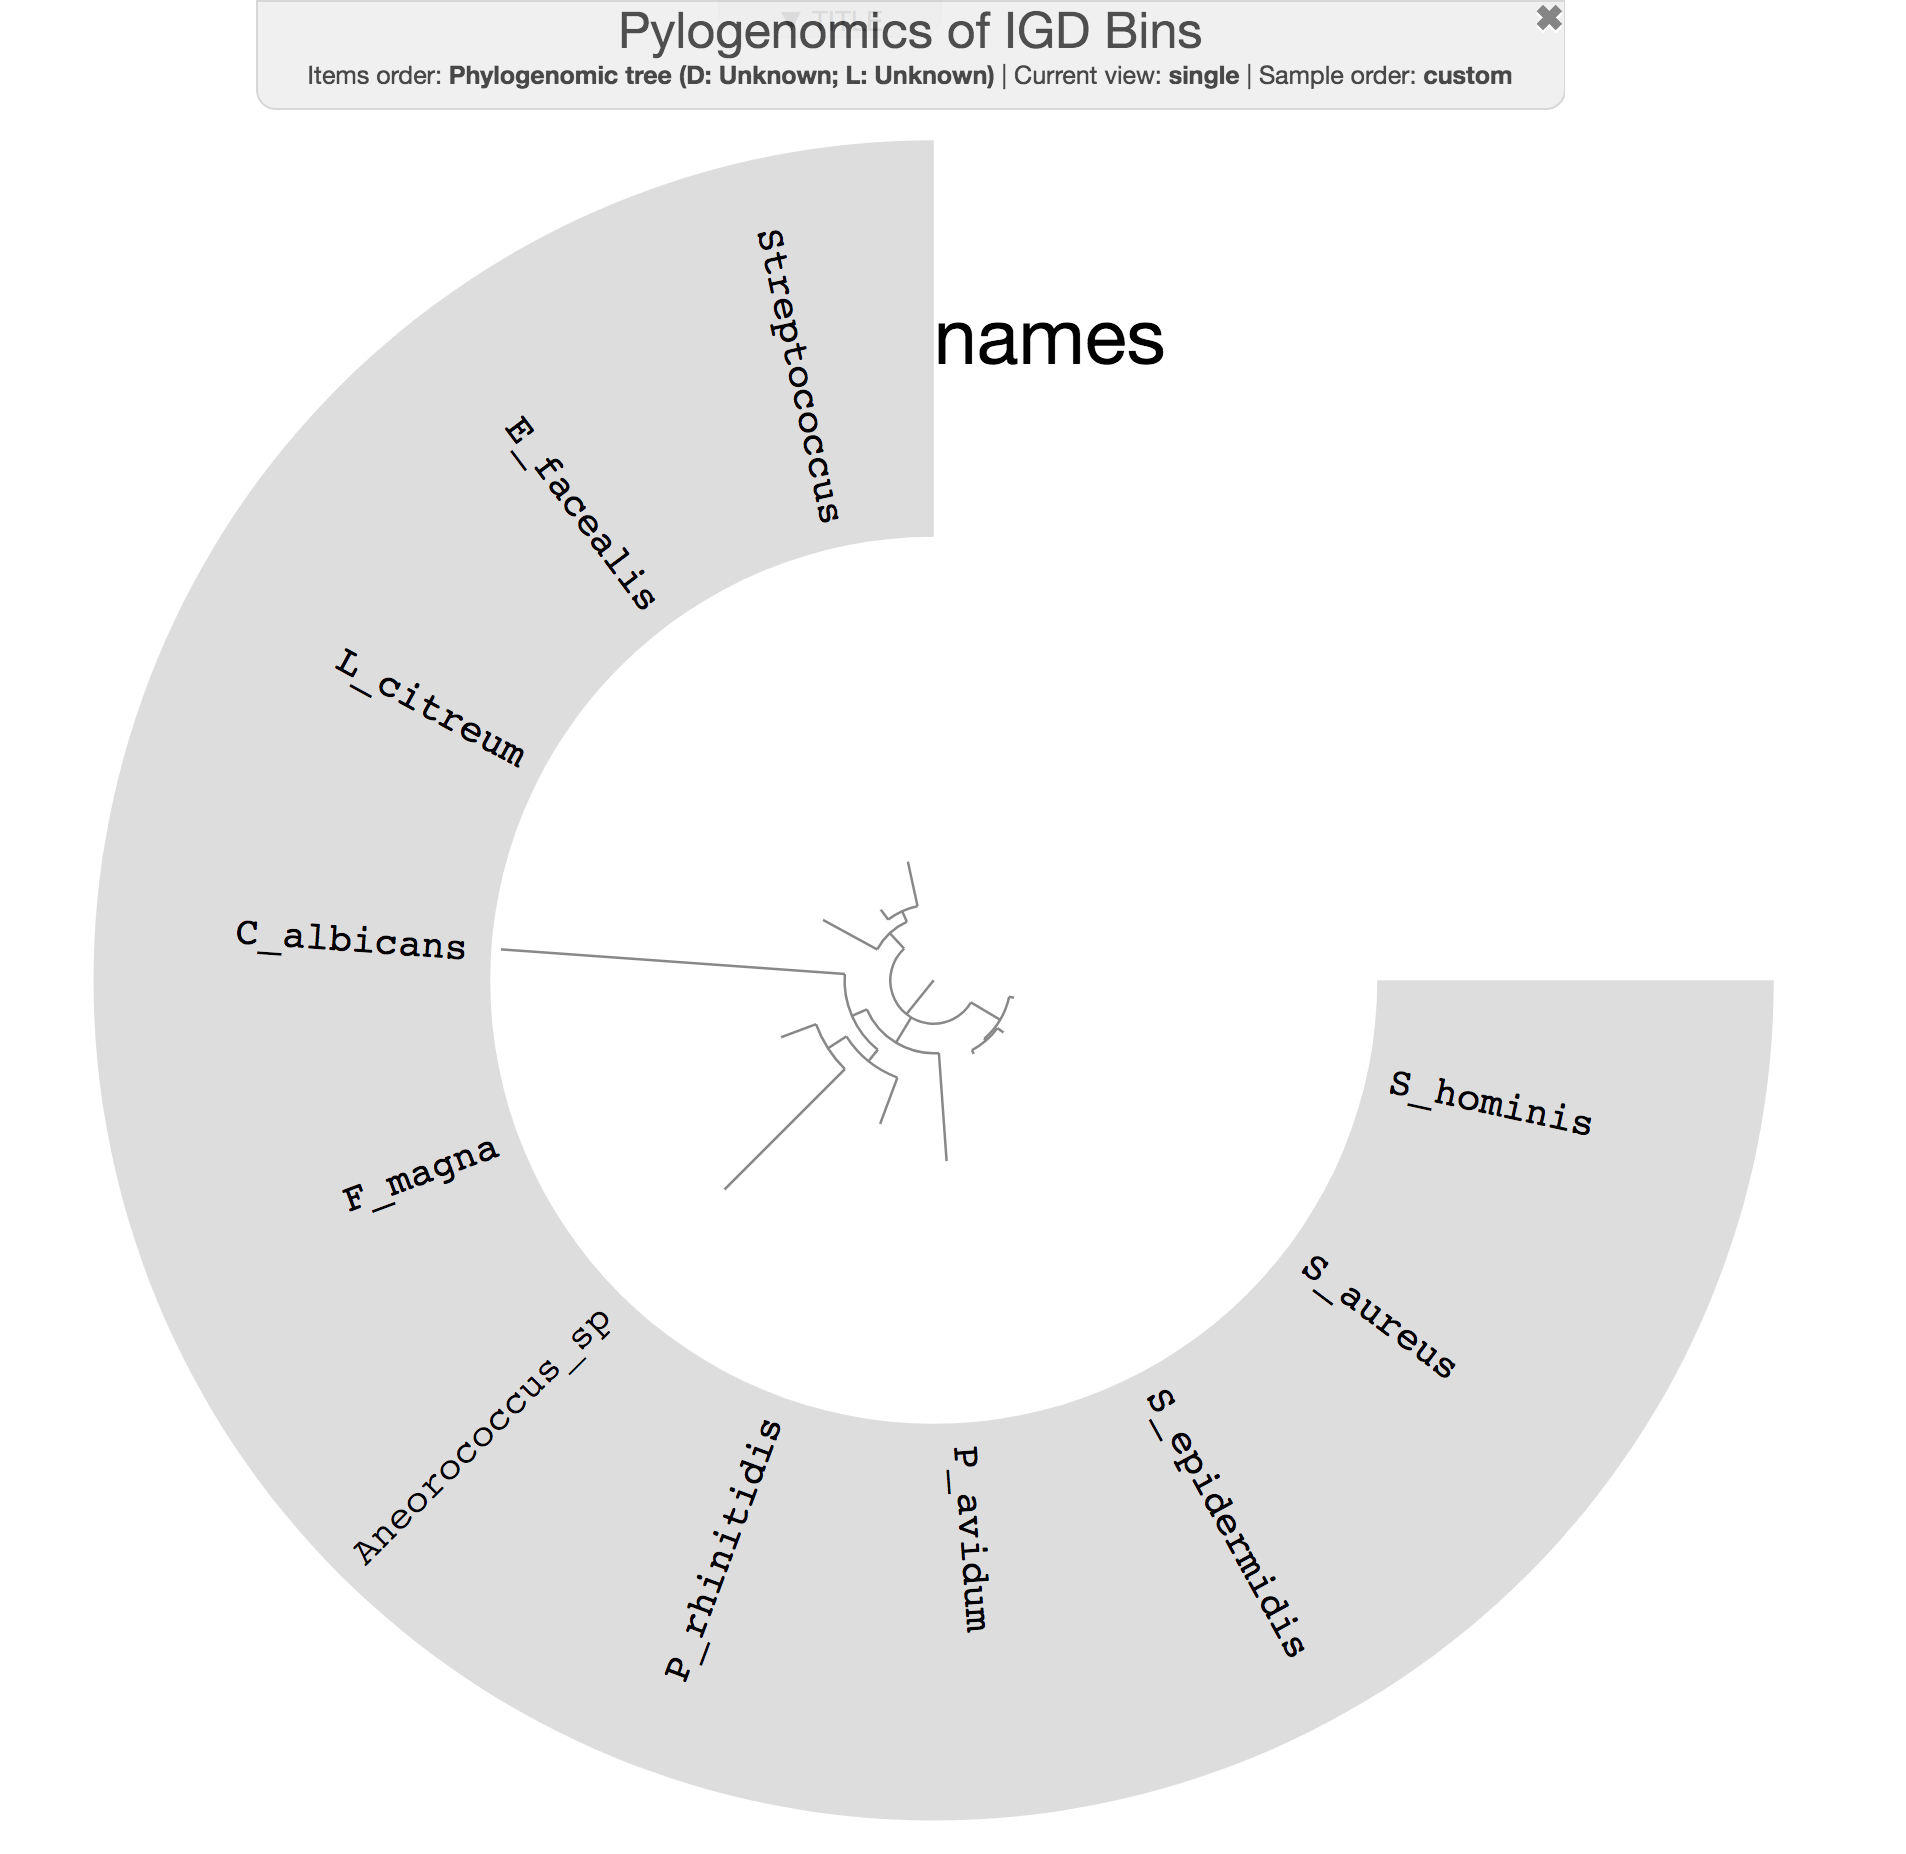 ▼ TITLE
Pylogenomics of IGD Bins
Items order: Phylogenomic tree (D: Unknown; L: Unknown) | Current view: single | Sample order: custom
names
Streptococcus
E_facealis
L_citreum
C_albicans
F_magna
Aneorococcus_sp
P_rhinitidis
P_avidum
S_epidermidis
S_aureus
S_hominis